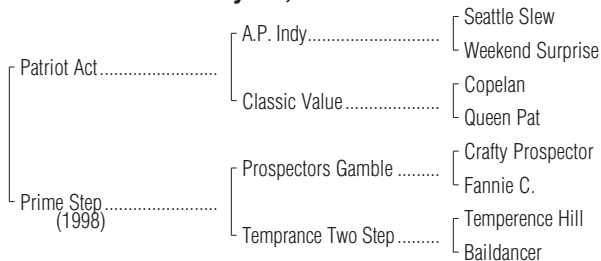 Seattle Slew
A.P. Indy
Weekend Surprise
Patriot Act
Copelan
Classic Value
Queen Pat
Crafty Prospector
Prospectors Gamble
Fannie C.
Prime Step
(1998)
Temperence Hill
Temprance Two Step
Baildancer